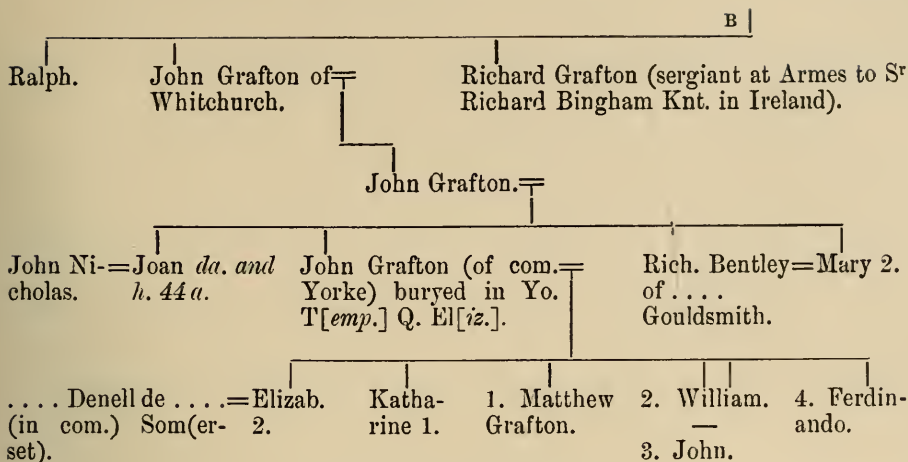 B
Ralph.
John Grafton of
Whitchurch.
Richard Grafton (sergiant at Armes to Sʳ
Richard Bingham Knt. in Ireland).
John Grafton.
John Ni-
cholas.
Joan da. and
h. 44 a.
John Grafton (of com.
Yorke) buryed in Yo.
T[emp.] Q. El[iz.].
Rich. Bentley
of . . . .
Gouldsmith.
Mary 2.
. . . . Denell de . . . .
(in com.) Som(er-
set).
Elizab.
2.
Katha-
rine 1.
1. Matthew
Grafton.
2. William.
—
3. John.
4. Ferdin-
ando.